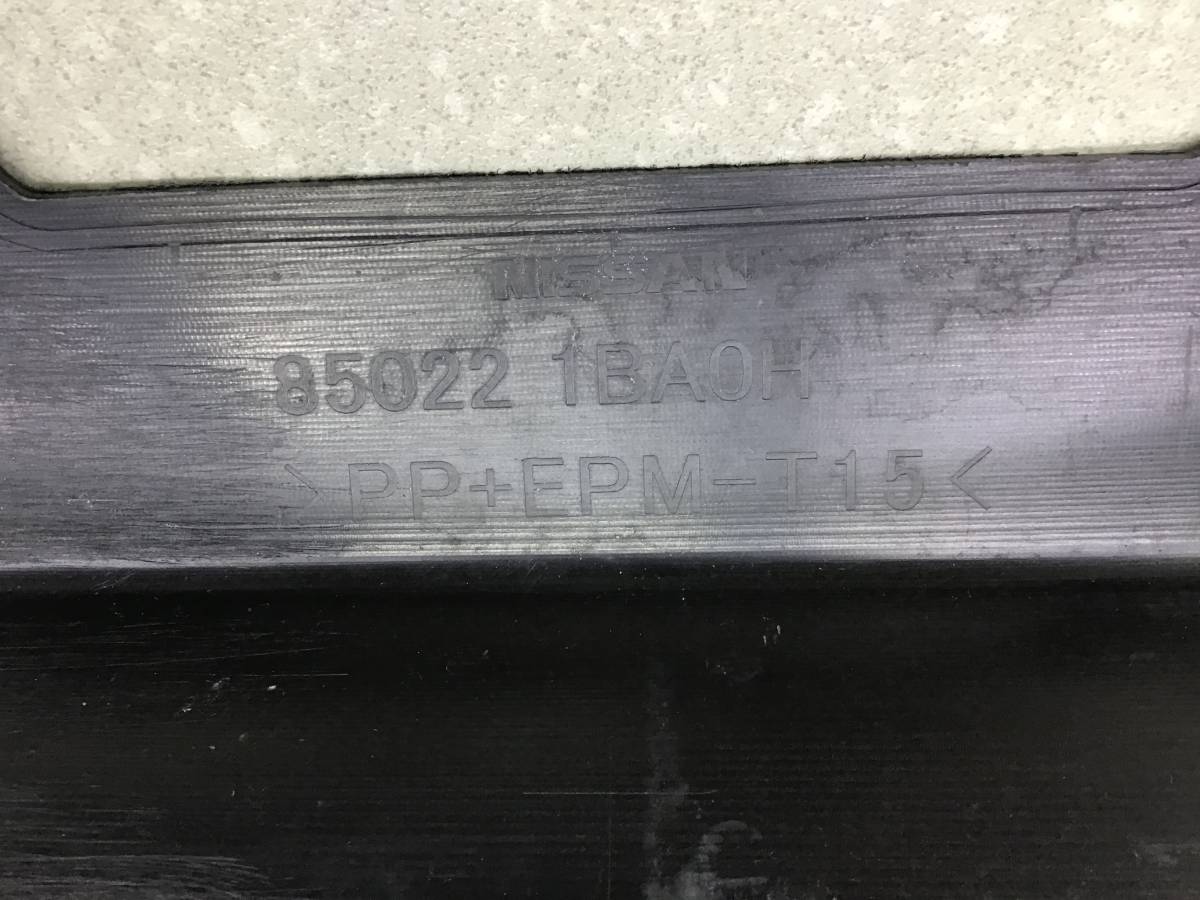 NISSAN
85022 1BA0H
>PP+EPM-T15<